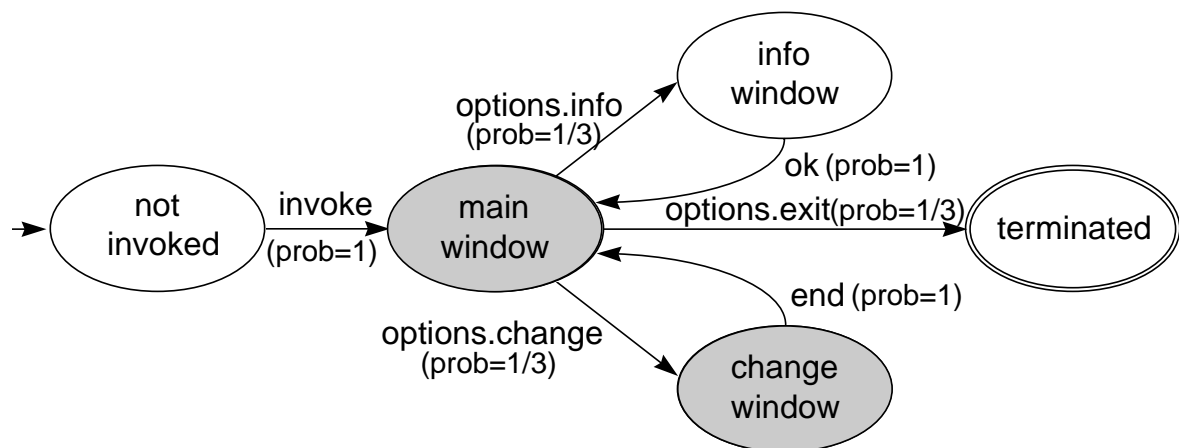 info
window
options.info
(prob=1/3)
ok (prob=1)
not
invoked
invoke
(prob=1)
main
window
options.exit(prob=1/3)
terminated
end (prob=1)
options.change
(prob=1/3)
change
window